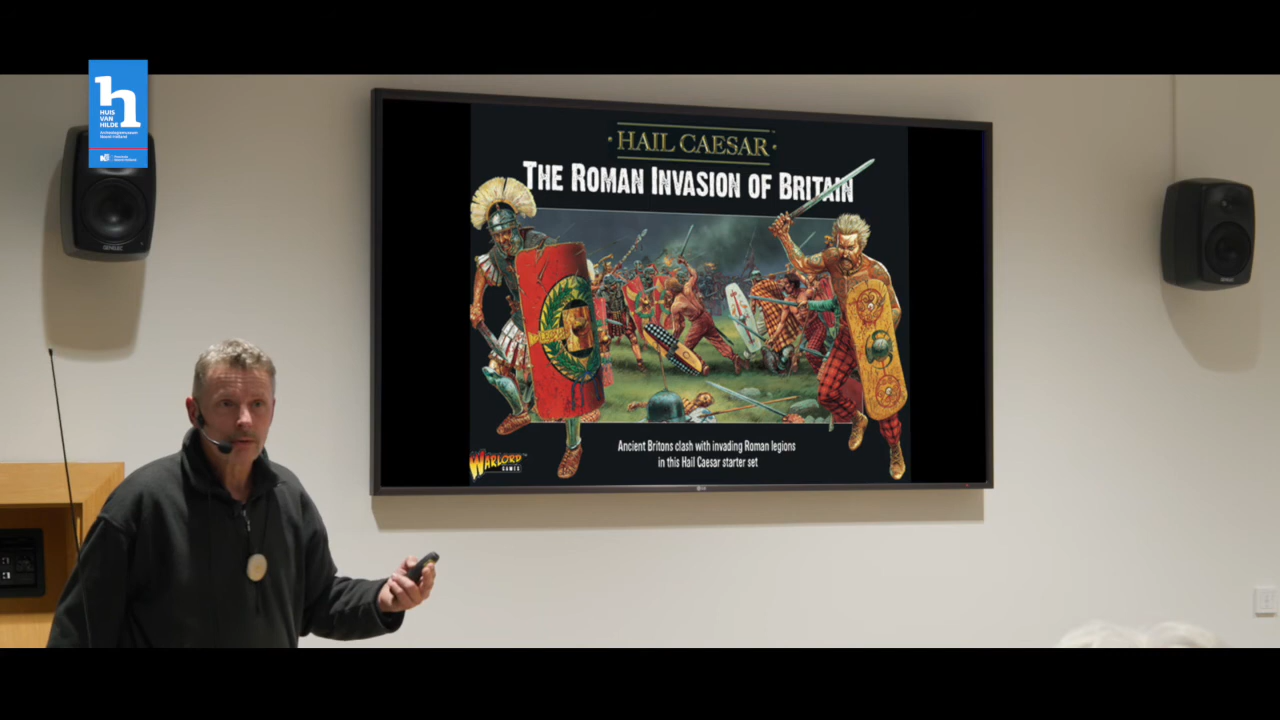 h
HUIS
VAN
HILDE
HAIL CAESAR
THE ROMAN INVASION OF BRITAIN
Ancient Britons clash with invading Roman legions
in this Hail Caesar starter set
WARLORD
GAMES
LG